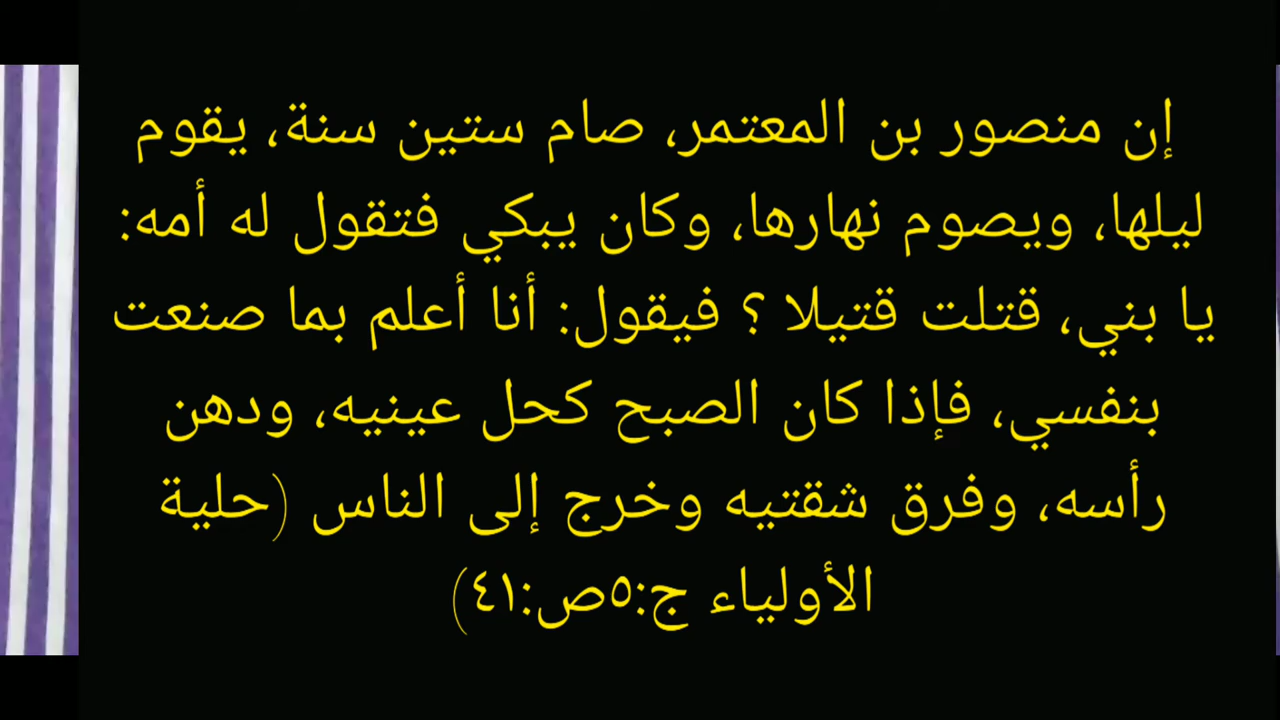 إن منصور بن المعتمر، صام ستين سنة، يقوم
ليلها، ويصوم نهارها، وكان يبكي فتقول له أمه:
يا بني، قتلت قتيلا ؟ فيقول: أنا أعلم بما صنعت
بنفسي، فإذا كان الصبح كحل عينيه، ودهن
رأسه، وفرق شقتيه وخرج إلى الناس (حلية
الأولياء ج:٥ص:٤١)